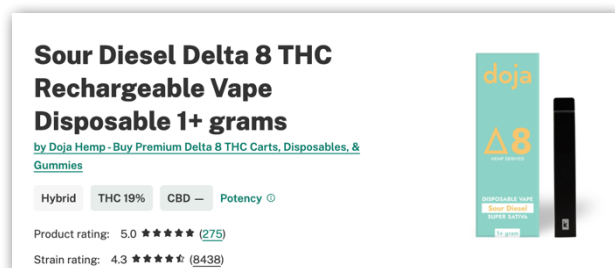 Sour Diesel Delta 8 THC
Rechargeable Vape
Disposable 1+ grams
by Doja Hemp - Buy Premium Delta 8 THC Carts, Disposables, &
Gummies
Hybrid THC 19% CBD — Potency
Product rating: 5.0 ★★★★★ (275)
Strain rating: 4.3 (8438)
doja
Δ8
HEMP DERIVED
DISPOSABLE VAPE
Sour Diesel
SUPER SATIVA
1+ gram